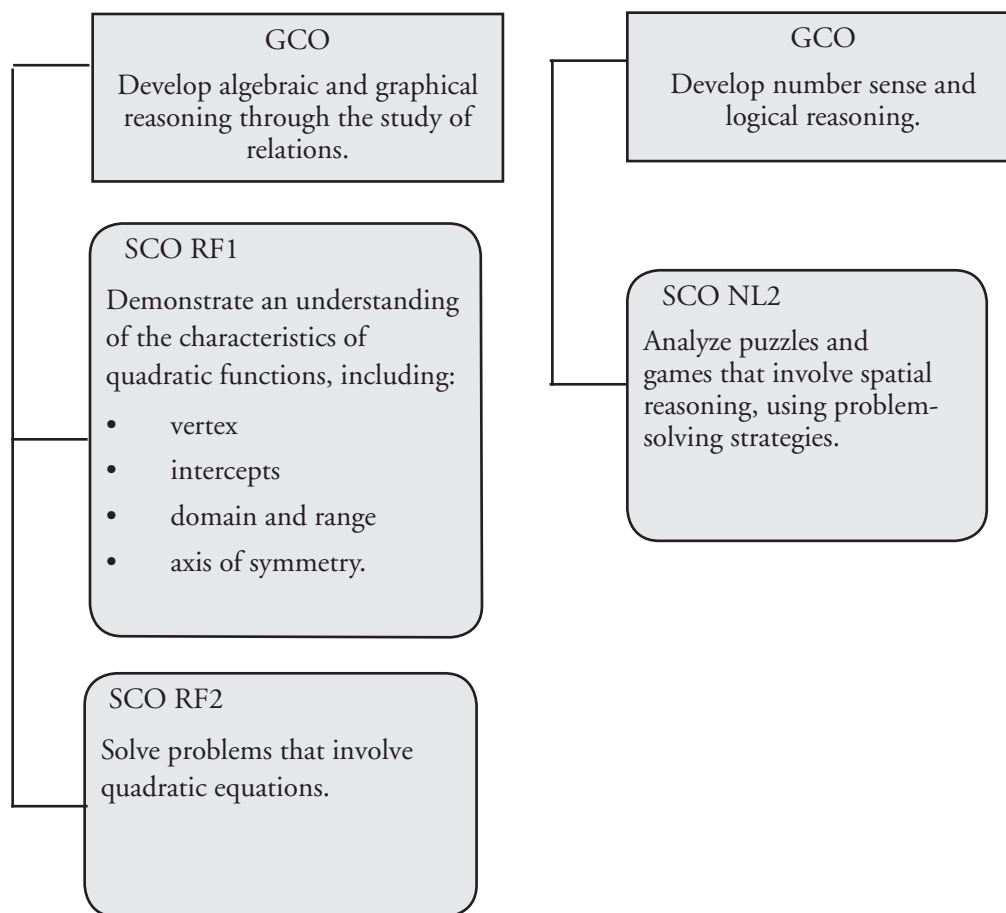 GCO
Develop algebraic and graphical
reasoning through the study of
relations.
SCO RF1
Demonstrate an understanding
of the characteristics of
quadratic functions, including:
• vertex
• intercepts
• domain and range
• axis of symmetry.
SCO RF2
Solve problems that involve
quadratic equations.
GCO
Develop number sense and
logical reasoning.
SCO NL2
Analyze puzzles and
games that involve spatial
reasoning, using problem-
solving strategies.